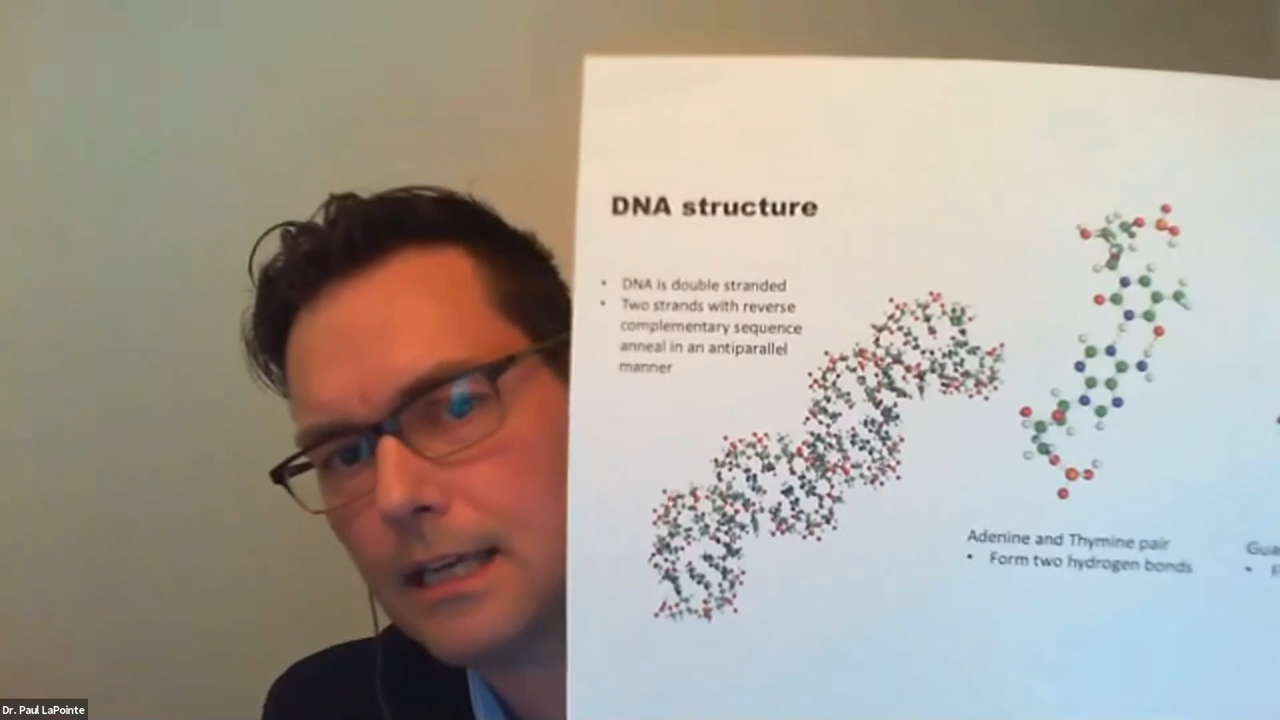 DNA structure
• DNA is double stranded
• Two strands with reverse
complementary sequence
anneal in an antiparallel
manner
Adenine and Thymine pair
• Form two hydrogen bonds
Dr. Paul LaPointe